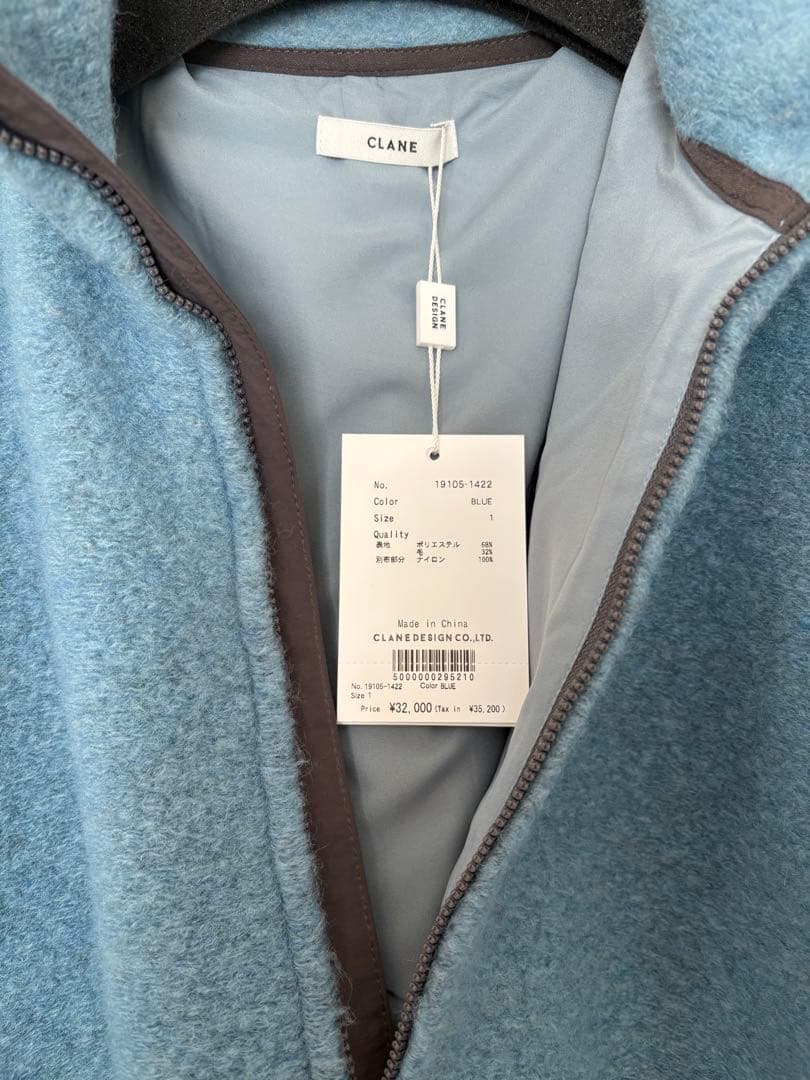 CLANE
CLANE
DESIGN
No. 19105-1422
Color BLUE
Size 1
Quality
表地 ポリエステル 68%
毛 32%
別布部分 ナイロン 100%
Made in China
CLANE DESIGN CO.,LTD.
5000000295210
No. 19105-1422 Color BLUE
Size 1
Price ¥32,000 (Tax in ¥35,200)